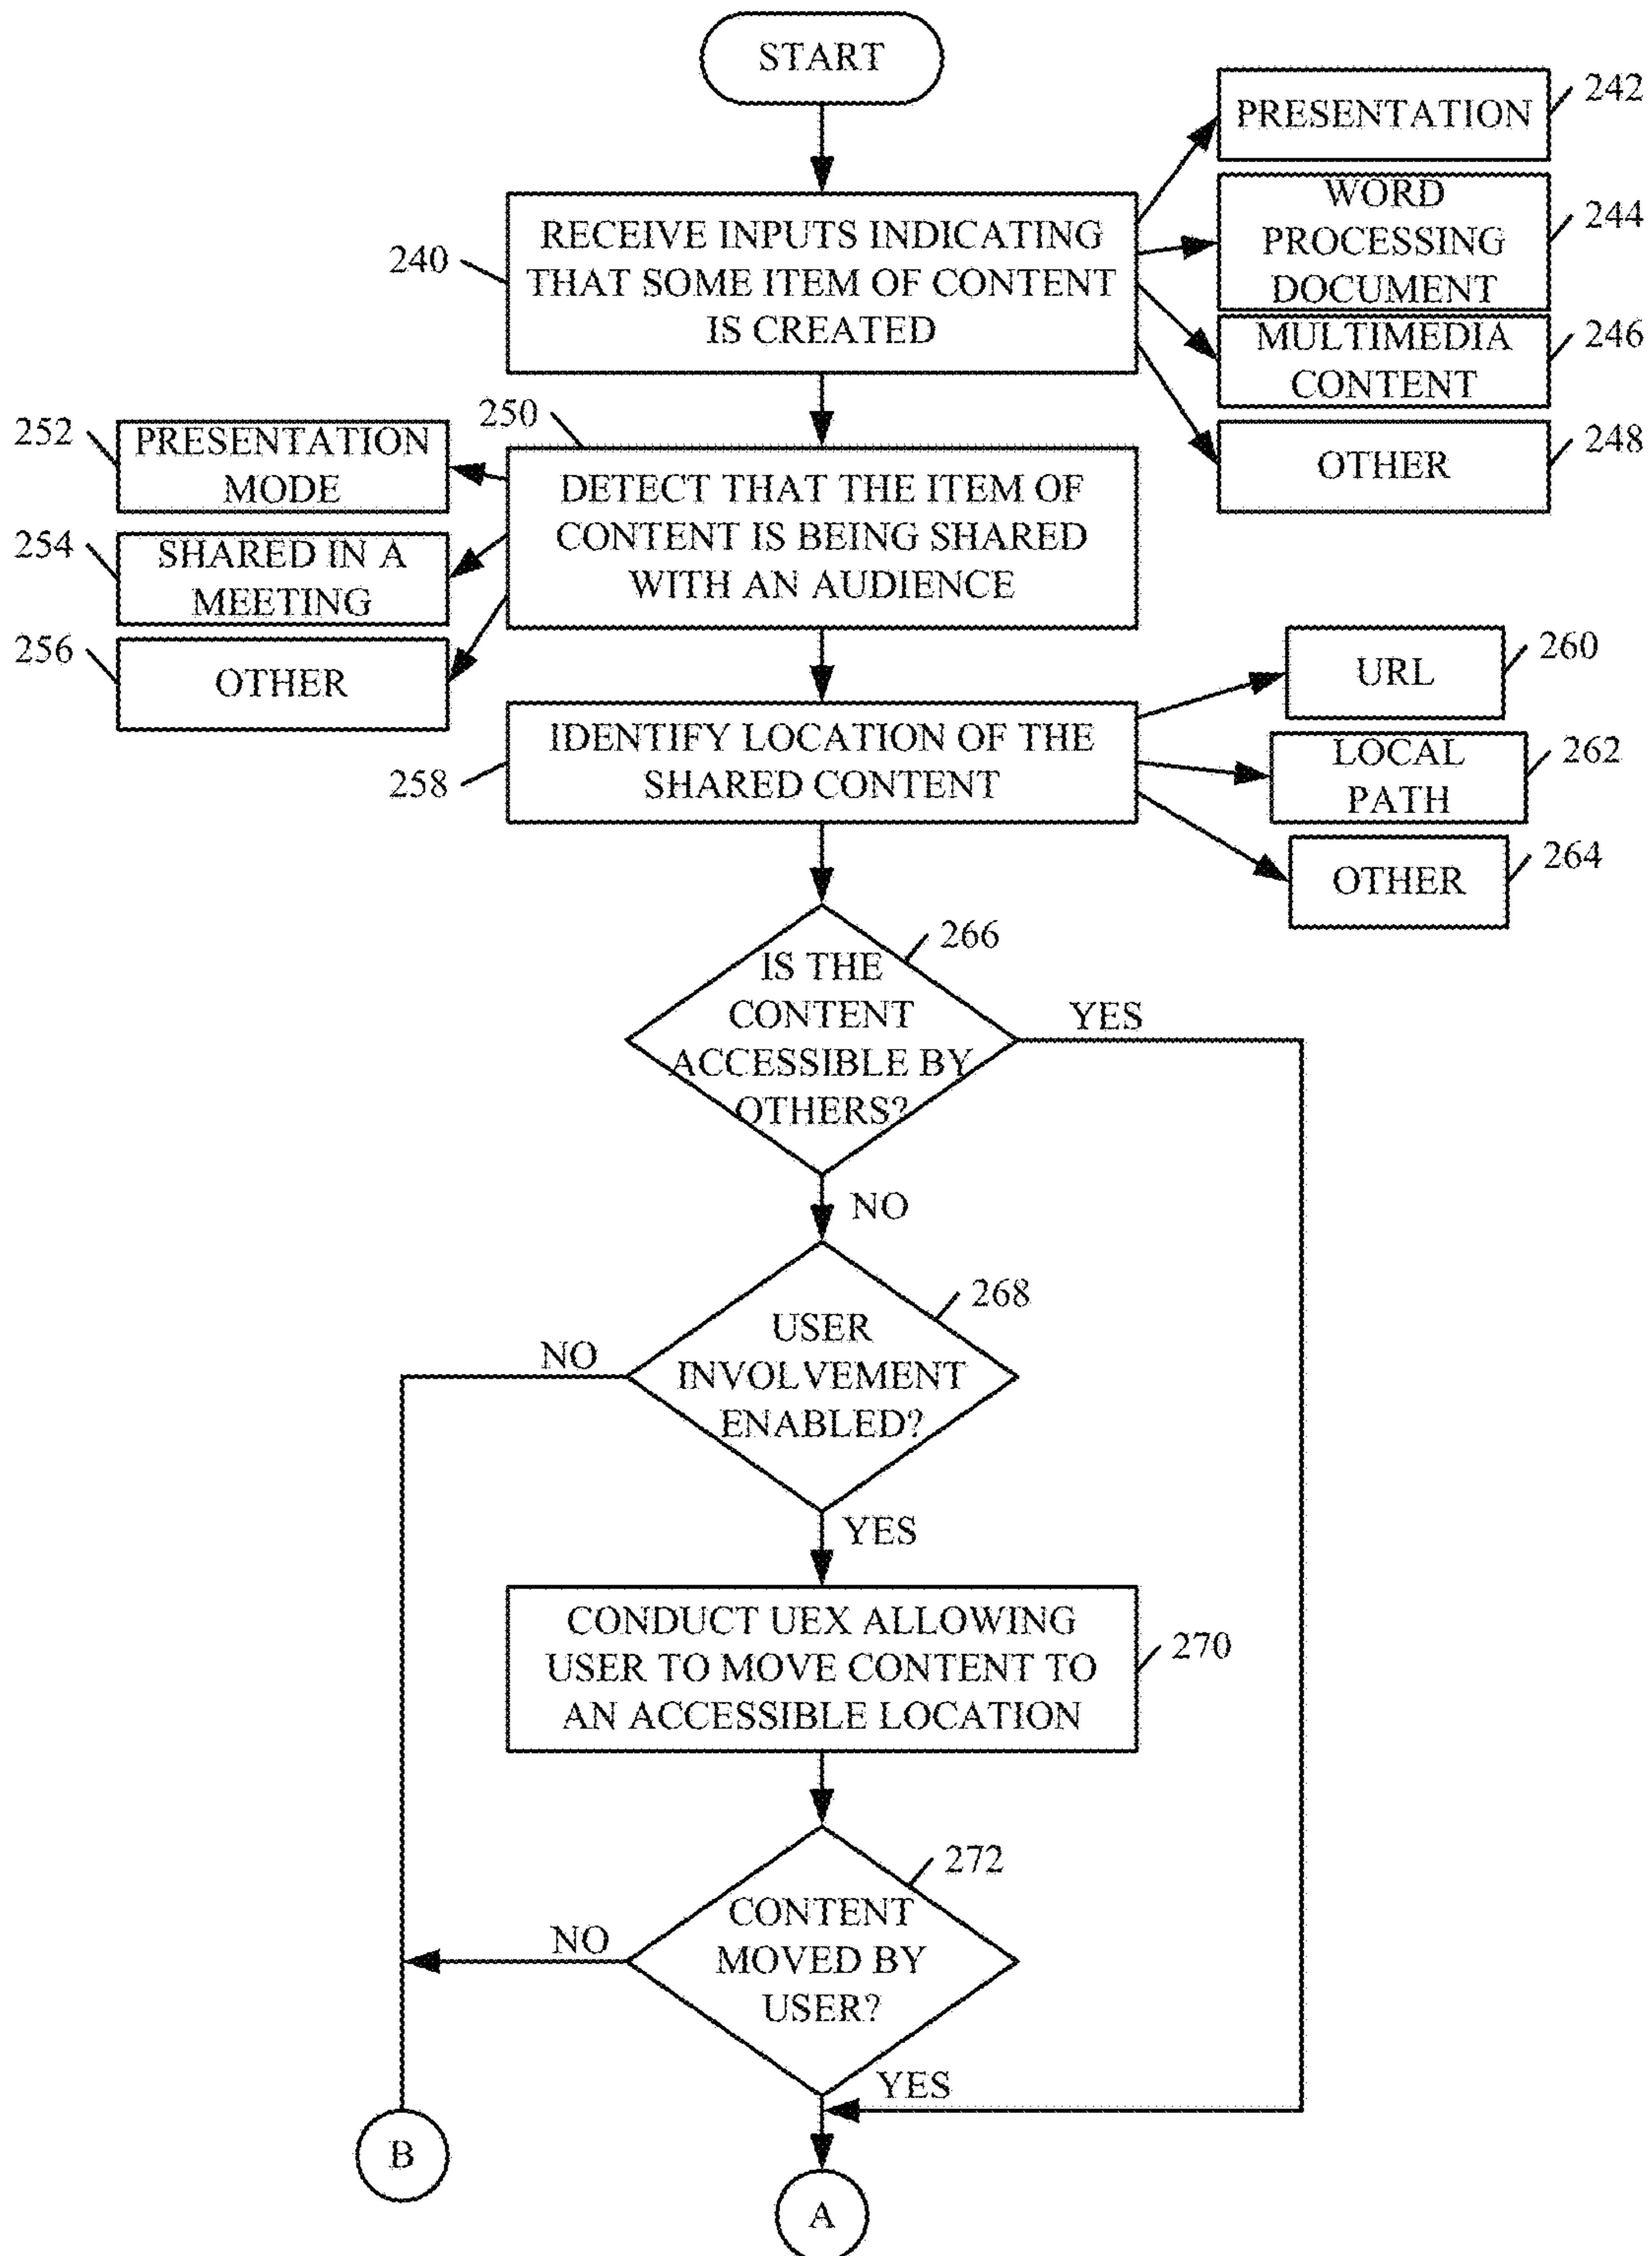 START
PRESENTATION
242
WORD
PROCESSING
DOCUMENT
244
RECEIVE INPUTS INDICATING
THAT SOME ITEM OF CONTENT
IS CREATED
240
MULTIMEDIA
CONTENT
246
OTHER
248
250
252
PRESENTATION
MODE
DETECT THAT THE ITEM OF
CONTENT IS BEING SHARED
WITH AN AUDIENCE
254
SHARED IN A
MEETING
256
OTHER
URL
260
IDENTIFY LOCATION OF THE
SHARED CONTENT
258
LOCAL
PATH
262
OTHER
264
266
IS THE
CONTENT
ACCESSIBLE BY
OTHERS?
YES
NO
268
USER
INVOLVEMENT
ENABLED?
NO
YES
CONDUCT UEX ALLOWING
USER TO MOVE CONTENT TO
AN ACCESSIBLE LOCATION
270
272
CONTENT
MOVED BY
USER?
NO
YES
B
A